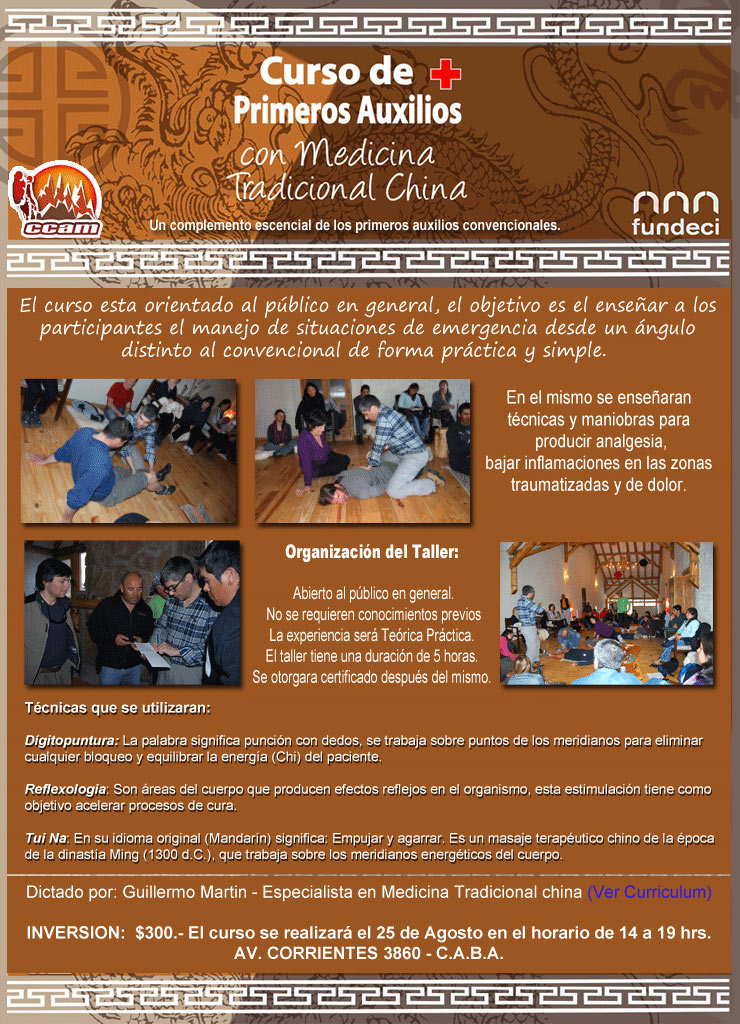 Curso de
Primeros Auxilios
con Medicina
Tradicional China
ccam
Un complemento escencial de los primeros auxilios convencionales.
fundeci
El curso esta orientado al público en general, el objetivo es el enseñar a los
participantes el manejo de situaciones de emergencia desde un ángulo
distinto al convencional de forma práctica y simple.
En el mismo se enseñaran
técnicas y maniobras para
producir analgesia,
bajar inflamaciones en las zonas
traumatizadas y de dolor.
Organización del Taller:
Abierto al público en general.
No se requieren conocimientos previos
La experiencia será Teórica Práctica.
El taller tiene una duración de 5 horas.
Se otorgara certificado después del mismo.
Técnicas que se utilizaran:
Dígitopuntura: La palabra significa punción con dedos, se trabaja sobre puntos de los meridianos para eliminar
cualquier bloqueo y equilibrar la energía (Chi) del paciente.
Reflexología: Son áreas del cuerpo que producen efectos reflejos en el organismo, esta estimulación tiene como
objetivo acelerar procesos de cura.
Tui Na: En su idioma original (Mandarín) significa: Empujar y agarrar. Es un masaje terapéutico chino de la época
de la dinastía Ming (1300 d.C.), que trabaja sobre los meridianos energéticos del cuerpo.
Dictado por: Guillermo Martin - Especialista en Medicina Tradicional china (Ver Curriculum)
INVERSION: $300.- El curso se realizará el 25 de Agosto en el horario de 14 a 19 hrs.
AV. CORRIENTES 3860 - C.A.B.A.